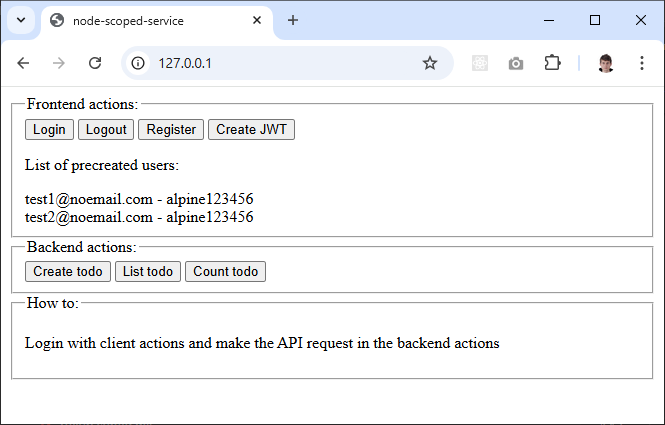 node-scoped-service
127.0.0.1
Frontend actions:
Login Logout Register Create JWT
List of precreated users:
test1@noemail.com - alpine123456
test2@noemail.com - alpine123456
Backend actions:
Create todo List todo Count todo
How to:
Login with client actions and make the API request in the backend actions